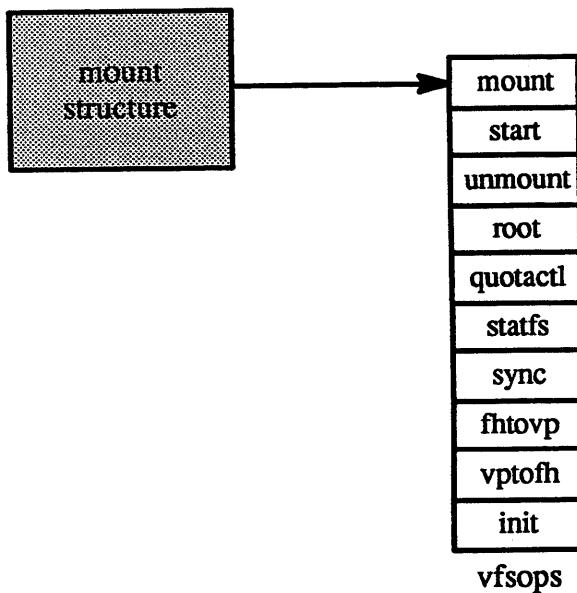 mount
structure
mount
start
unmount
root
quotactl
statfs
sync
fhtovp
vptofh
init
vfsops